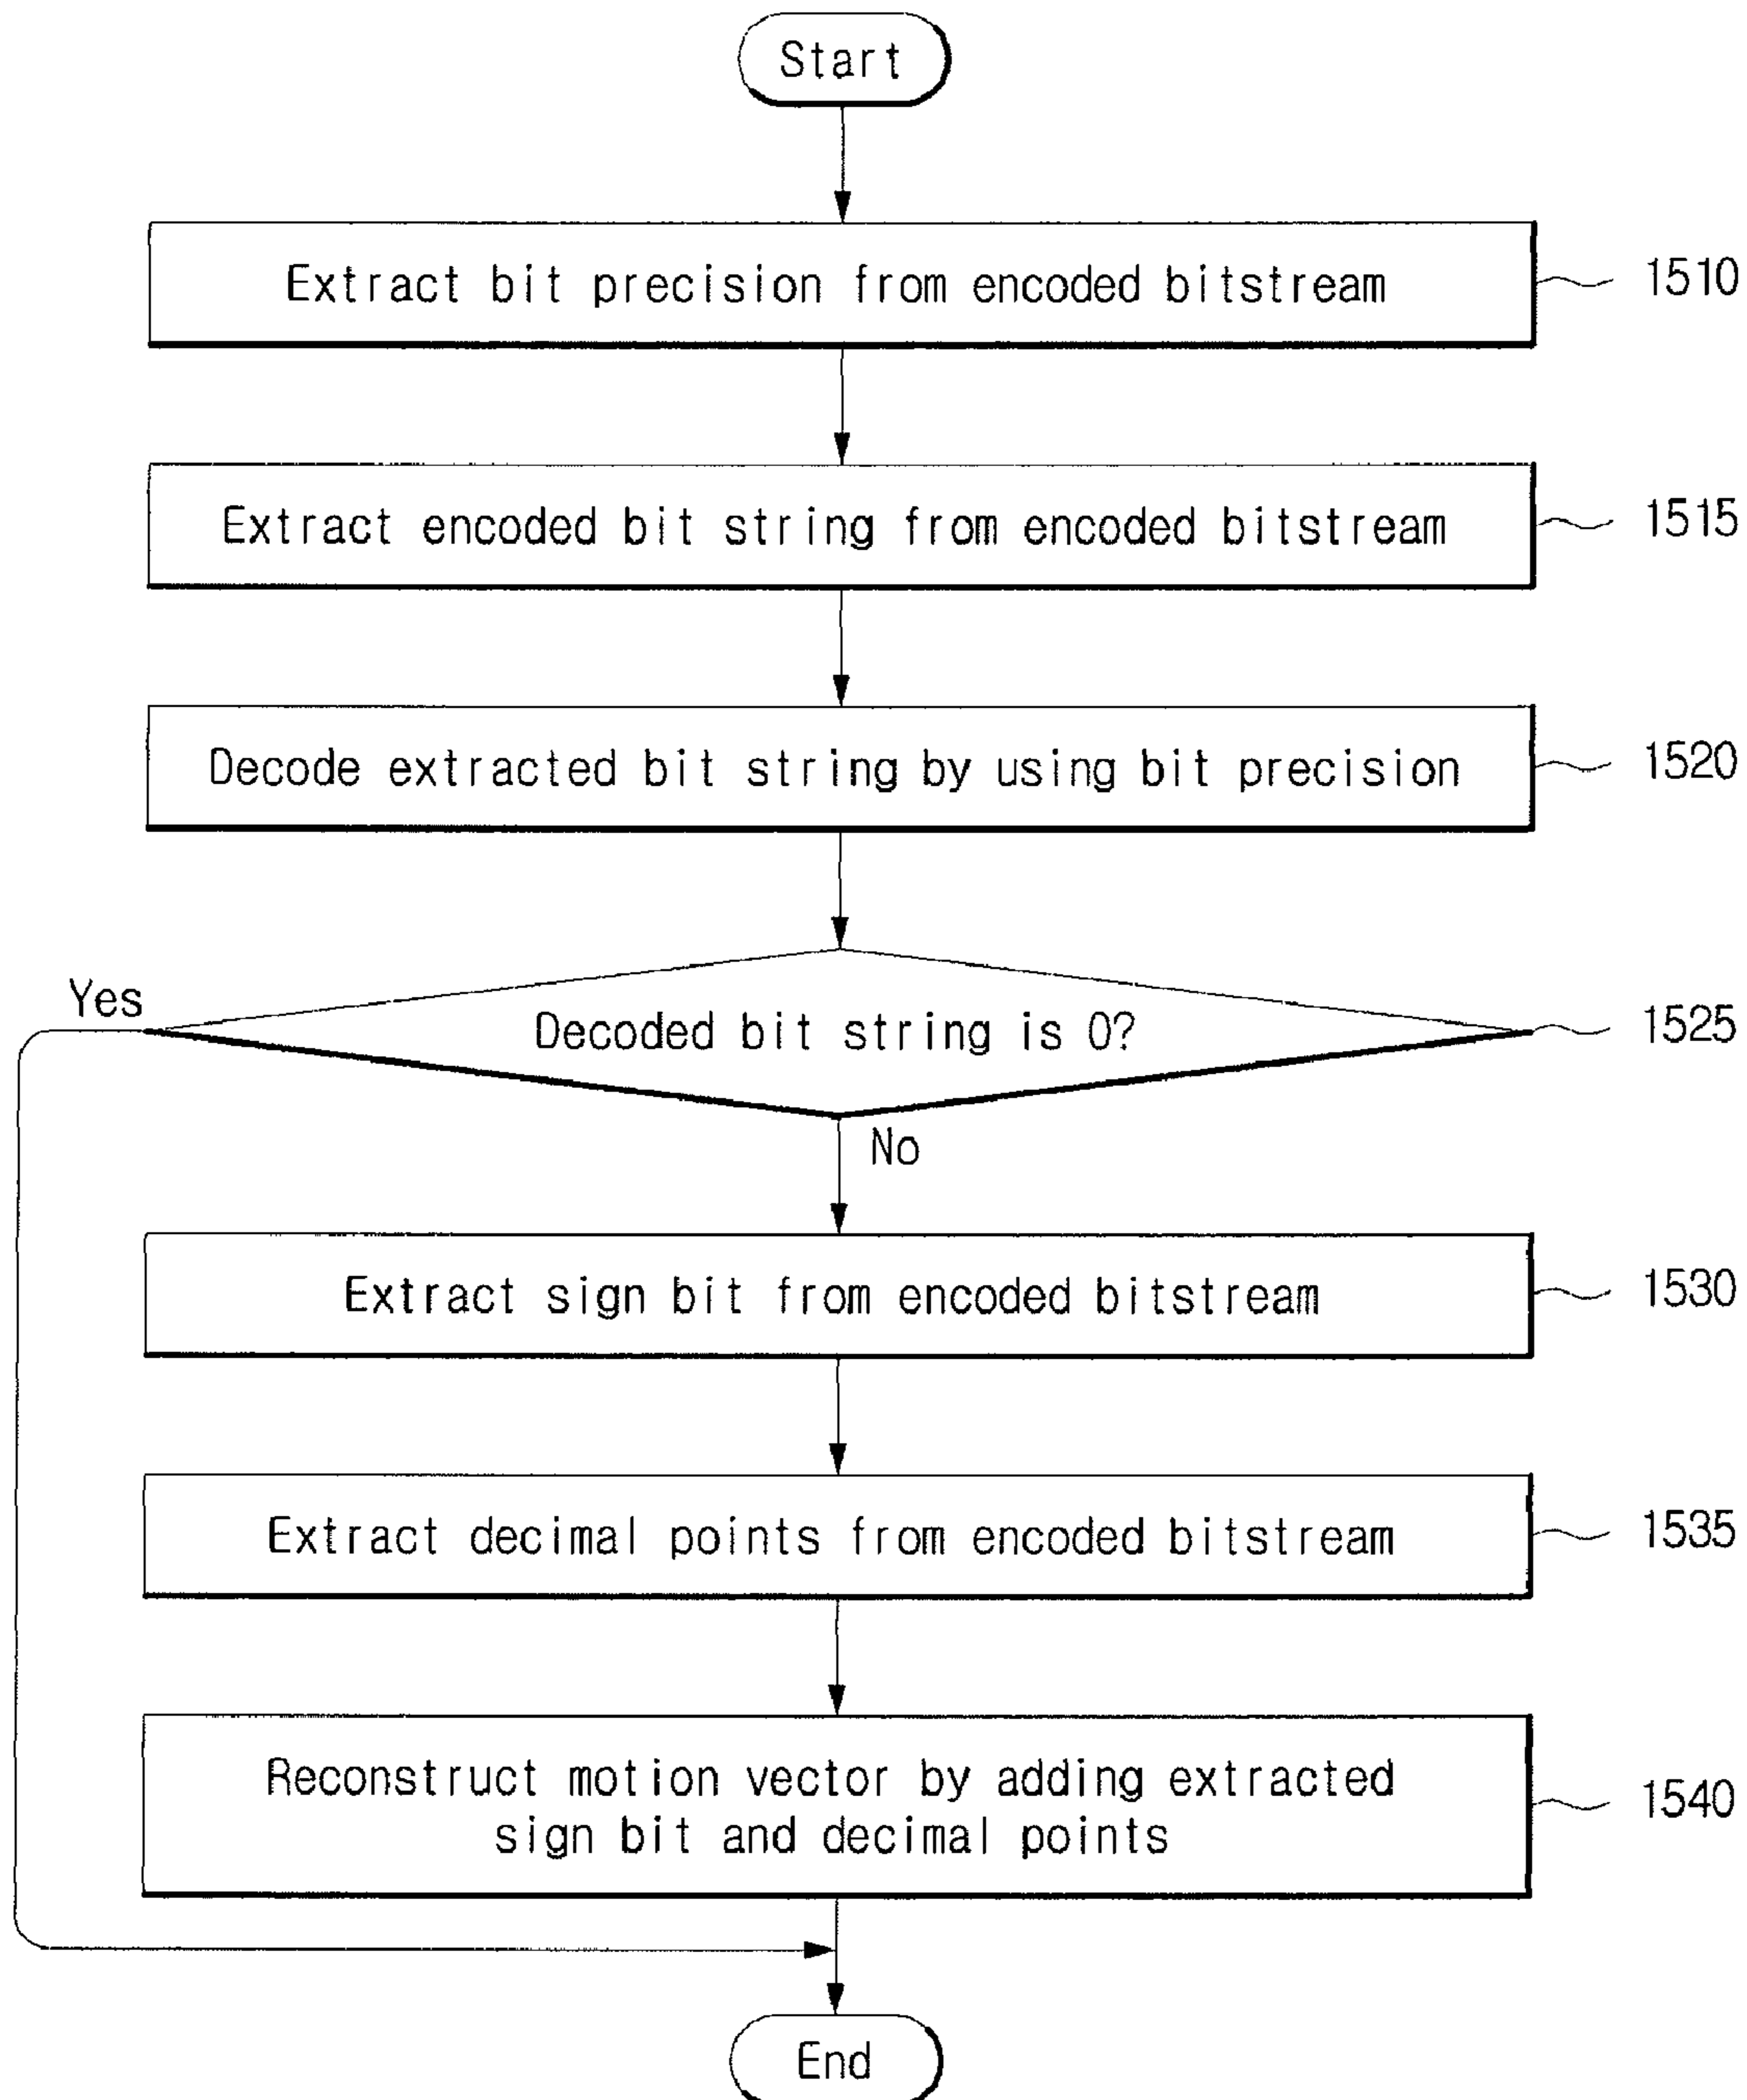 Start
Extract bit precision from encoded bitstream
1510
Extract encoded bit string from encoded bitstream
1515
Decode extracted bit string by using bit precision
1520
Yes
Decoded bit string is 0?
1525
No
Extract sign bit from encoded bitstream
1530
Extract decimal points from encoded bitstream
1535
Reconstruct motion vector by adding extracted
sign bit and decimal points
1540
End